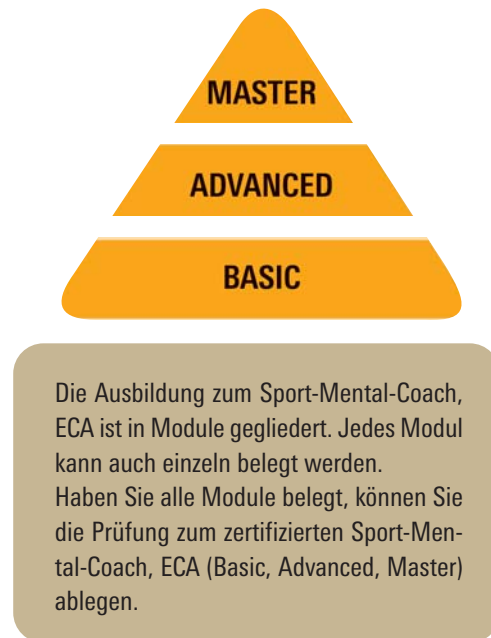 MASTER
ADVANCED
BASIC
Die Ausbildung zum Sport-Mental-Coach,
ECA ist in Module gegliedert. Jedes Modul
kann auch einzeln belegt werden.
Haben Sie alle Module belegt, können Sie
die Prüfung zum zertifizierten Sport-Men-
tal-Coach, ECA (Basic, Advanced, Master)
ablegen.